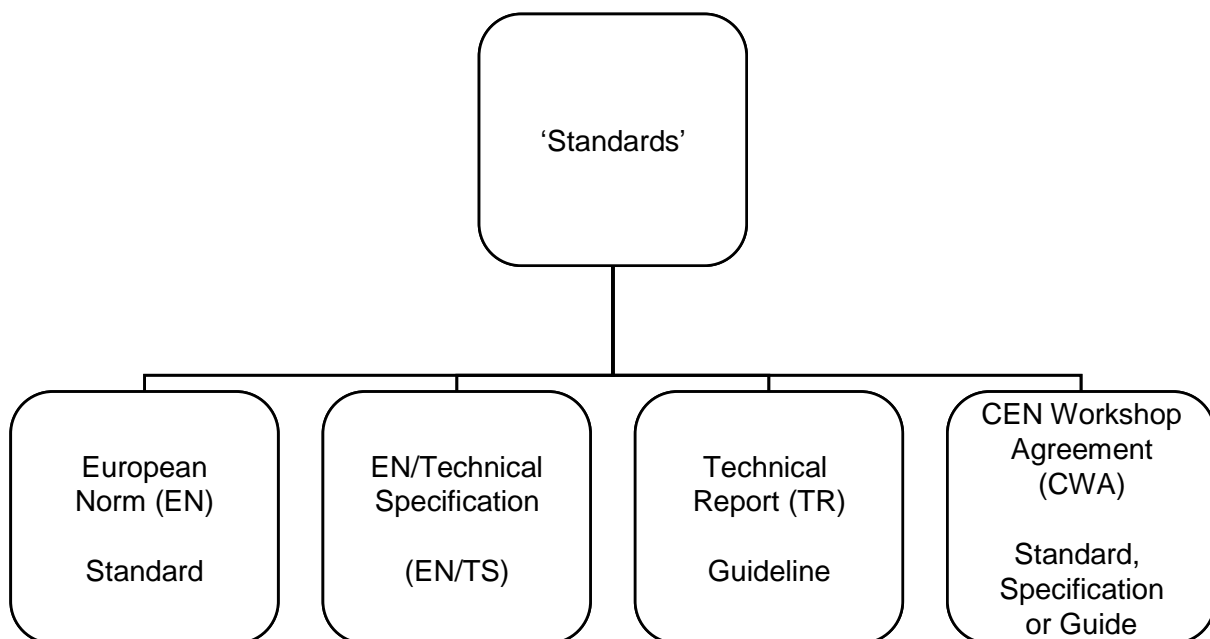 ‘Standards’
European
Norm (EN)
Standard
EN/Technical
Specification
(EN/TS)
Technical
Report (TR)
Guideline
CEN Workshop
Agreement
(CWA)
Standard,
Specification
or Guide